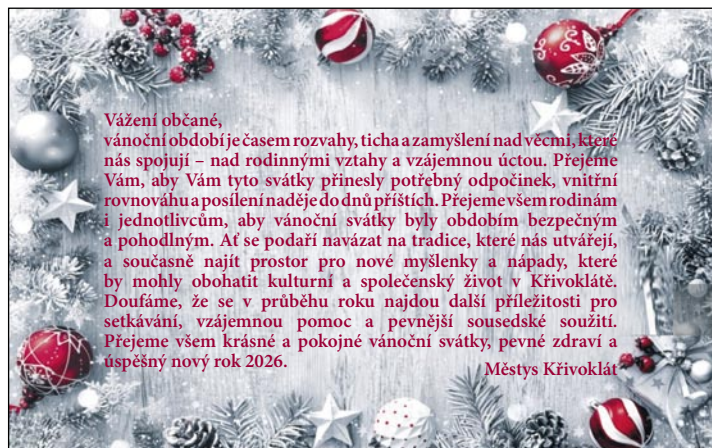 Vážení občané,
vánoční období je časem rozvahy, ticha a zamyšlení nad věcmi, které
nás spojují – nad rodinnými vztahy a vzájemnou úctou. Přejeme
Vám, aby Vám tyto svátky přinesly potřebný odpočinek, vnitřní
rovnováhu a posílení naděje do dnů příštích. Přejeme všem rodinám
i jednotlivcům, aby vánoční svátky byly obdobím bezpečným
a pohodlným. Ať se podaří navázat na tradice, které nás utvářejí,
a současně najít prostor pro nové myšlenky a nápady, které
by mohly obohatit kulturní a společenský život v Křivoklátě.
Doufáme, že se v průběhu roku najdou další příležitosti pro
setkávání, vzájemnou pomoc a pevnější sousedské soužití.
Přejeme všem krásné a pokojné vánoční svátky, pevné zdraví a
úspěšný nový rok 2026.
Městys Křivoklát